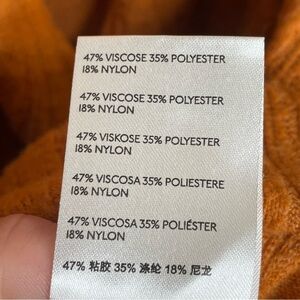 47% VISCOSE 35% POLYESTER
18% NYLON
47% VISCOSE 35% POLYESTER
18% NYLON
47% VISKOSE 35% POLYESTER
18% NYLON
47% VISCOSA 35% POLIESTERE
18% NYLON
47% VISCOSA 35% POLIÉSTER
18% NYLON
47% 粘胶 35% 涤纶 18% 尼龙